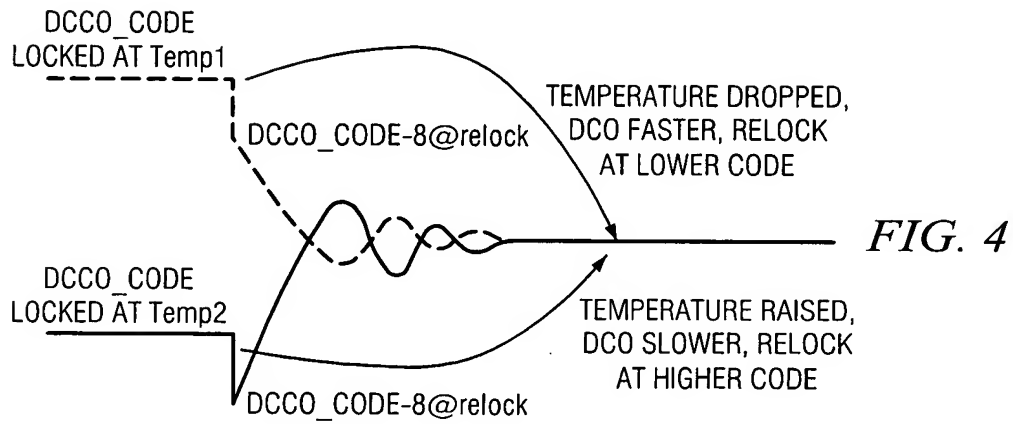 DCCO_CODE
LOCKED AT Temp1
DCCO_CODE-8@relock
TEMPERATURE DROPPED,
DCO FASTER, RELOCK
AT LOWER CODE
FIG. 4
DCCO_CODE
LOCKED AT Temp2
DCCO_CODE-8@relock
TEMPERATURE RAISED,
DCO SLOWER, RELOCK
AT HIGHER CODE